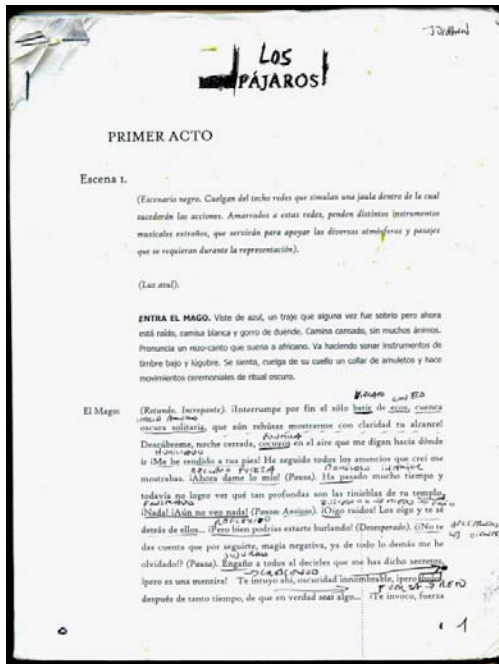 LOS
PÁJAROS
PRIMER ACTO
Escena 1.
(Escenario negro. Cuelgan del techo redes que simulan una jaula dentro de la cual
sucederán las acciones. Amarrados a estas redes, penden distintos instrumentos
musicales extraños, que servirán para apoyar las diversas atmósferas y pasajes
que se requieran durante la representación).
(Luz azul).
ENTRA EL MAGO. Viste de azul, un traje que alguna vez fue sobrio pero ahora
está raído, camisa blanca y gorro de duende. Camina cansado, sin muchos ánimos.
Pronuncia un rezo-canto que suena a africano. Va haciendo sonar instrumentos de
timbre bajo y lúgubre. Se sienta, cuelga de su cuello un collar de amuletos y hace
movimientos ceremoniales de ritual oscuro.
CON ECO
El Mago: (Rotundo. Increpante). ¡Interrumpe por fin el sólo batir de ecos, cuenca
oscura solitaria, que aún rehúsas mostrarme con claridad tu alcance!
Descúbreme, noche cerrada, cocuyos en el aire que me digan hacia dónde
HUMILLADO
ir ¡Me he rendido a tus pies! He seguido todos los anuncios que creí me
FUERZA
mostrabas. ¡Ahora dame lo mío! (Pausa). Ha pasado mucho tiempo y
todavía no logro ver qué tan profundas son las tinieblas de tu templo.
¡Nada! ¡Aún no veo nada! (Pausa. Ansioso). ¡Oigo ruidos! Los oigo y te sé
REFLEXIVO
detrás de ellos... ¡Pero bien podrías estarte burlando! (Desesperado). ¿¡No te
das cuenta que por seguirte, magia negativa, ya de todo lo demás me he
olvidado!? (Pausa). Engaño a todos al decirles que me has dicho secretos,
CRECIENDO
¡pero es una mentira! Te intuyo ahí, oscuridad innombrable, ¡pero dudo,
FUERZA RETO
después de tanto tiempo, de que en verdad seas algo... ¡Te invoco, fuerza
1